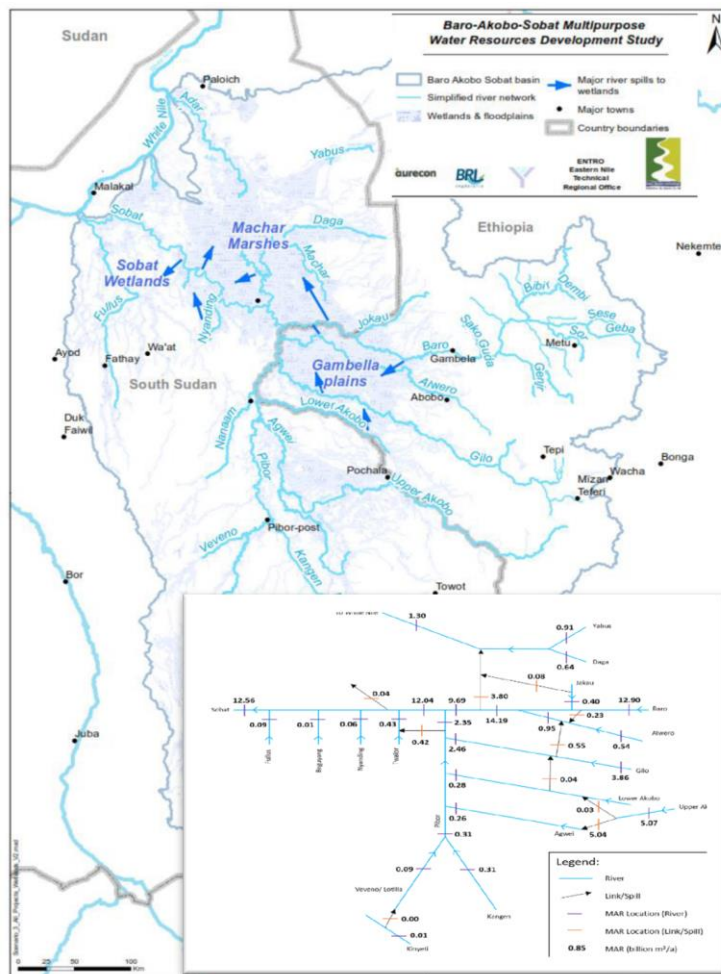 Baro-Akobo-Sobat Multipurpose
Water Resources Development Study
N
Baro Akobo Sobat basin
Simplified river network
Wetlands & floodplains
Major river spills to
wetlands
Major towns
Country boundaries
aurecon
BRL
ENTRO
Eastern Nile
Technical
Regional Office
Sudan
Paloich
Adar
White Nile
Yabus
Malakal
Sobat
Machar
Marshes
Daga
Ethiopia
Nekemte
Sobat
Wetlands
Machar
Fullus
Nyanding
Jokau
Bibir
Dembi
Sese
Geba
Sor
Metu
Sako Guda
Baro
Gambela
Ayod
Fathay
Wa'at
Gambella
plains
Alwero
Abobo
South Sudan
Duk
Faiwil
Nanaam
Agwei
Pibor
Lower Akobo
Gilo
Tepi
Bonga
Wacha
Mizan
Teferi
Pochala
Upper Akobo
Pibor-post
Veveno
Kangen
Bor
Towot
Juba
0 25 50 100
Km
1.30
0.91
Yabus
0.64
Daga
0.08
Jokau
0.04
3.80
0.40
12.90
Sobat
12.56
12.04
9.69
14.19
0.23
Baro
0.09
0.01
0.06
0.43
2.35
0.95
0.54
Alwero
0.42
2.46
0.55
Gilo
3.86
0.28
0.04
Lower Akobo
0.03
0.26
Agwei
5.04
5.07
Pibor
0.31
0.09
0.31
Veveno/ Lotilla
Kangen
0.00
0.01
Kinyeti
Legend:
River
Link/Spill
MAR Location (River)
MAR Location (Link/Spill)
0.85
MAR (billion m³/a)